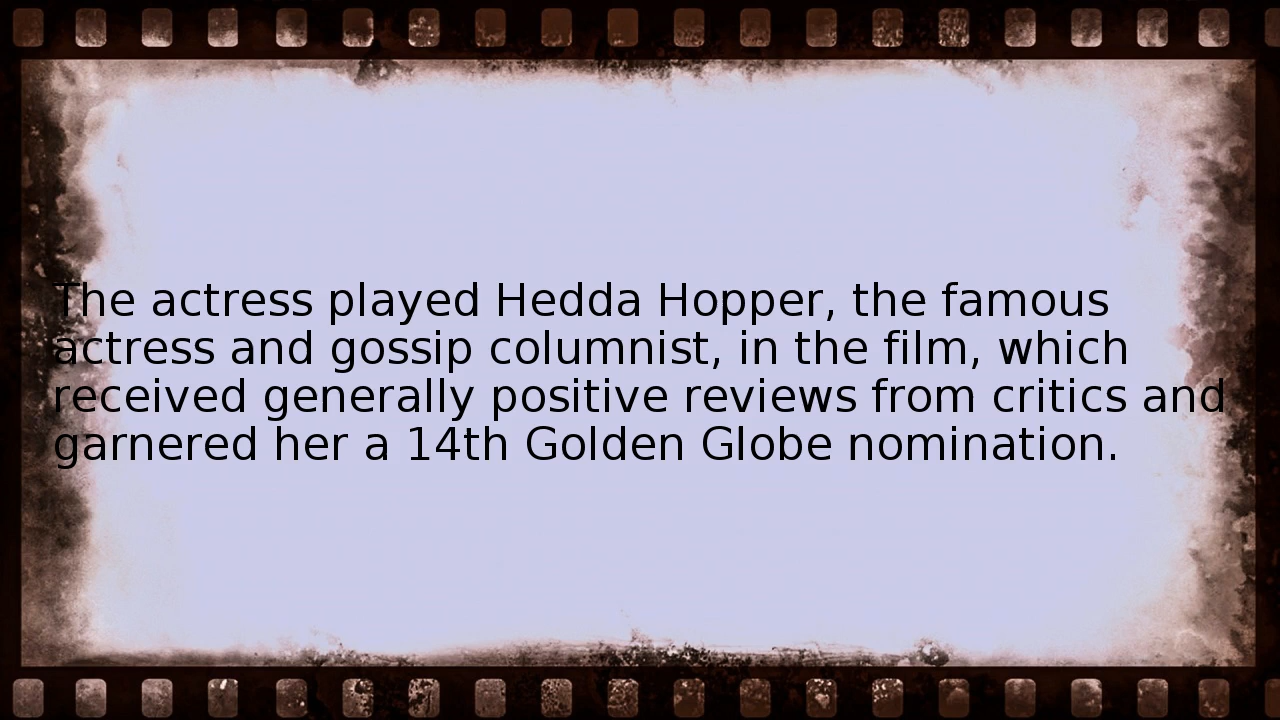 The actress played Hedda Hopper, the famous
actress and gossip columnist, in the film, which
received generally positive reviews from critics and
garnered her a 14th Golden Globe nomination.